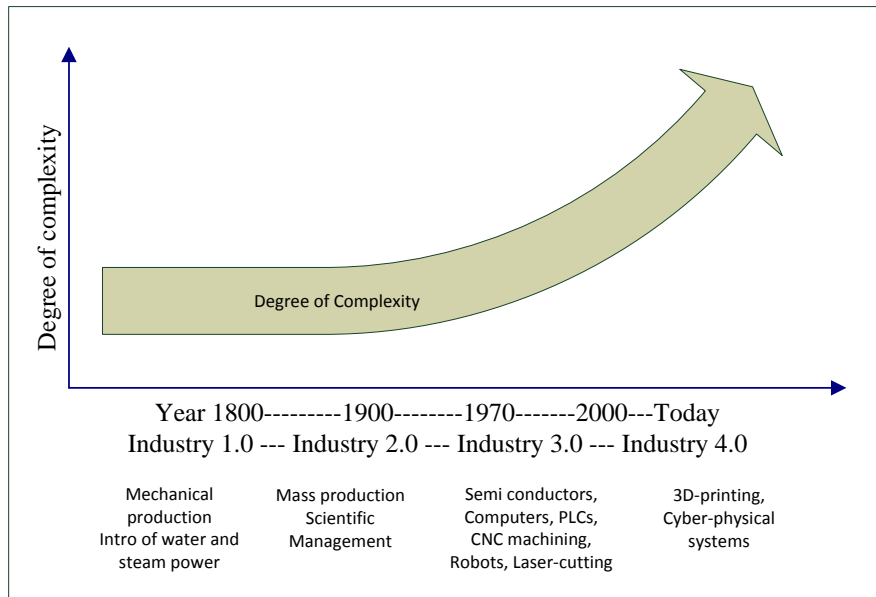 Degree of complexity
Degree of Complexity
Year 1800---------1900--------1970-------2000---Today
Industry 1.0 --- Industry 2.0 --- Industry 3.0 --- Industry 4.0
Mechanical
production
Intro of water and
steam power
Mass production
Scientific
Management
Semi conductors,
Computers, PLCs,
CNC machining,
Robots, Laser-cutting
3D-printing,
Cyber-physical
systems